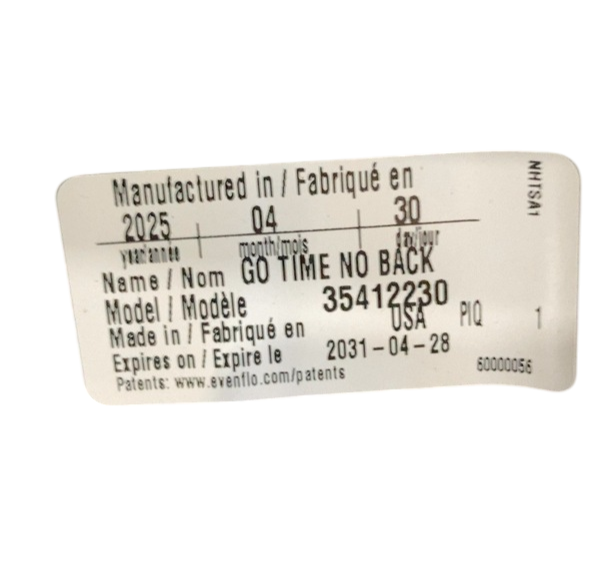 Manufactured in / Fabriqué en
2025 | 04 | 30
year/année month/mois day/jour
Name / Nom GO TIME NO BACK
Model / Modèle 35412230
Made in / Fabriqué en USA PIQ 1
Expires on / Expire le 2031-04-28
Patents: www.evenflo.com/patents 60000056
NHTSA1